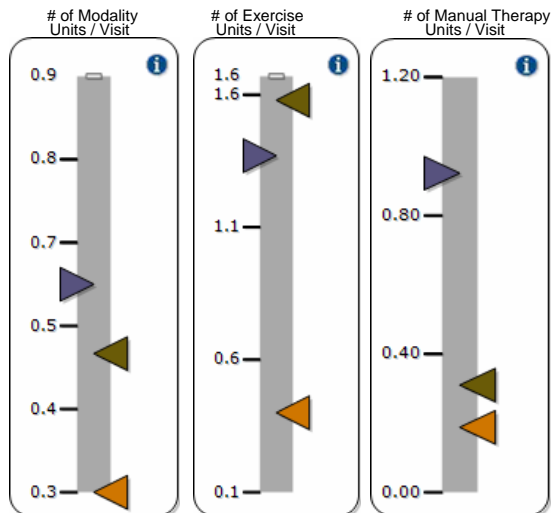 # of Modality
Units / Visit
0.9
0.8
0.7
0.5
0.4
0.3
# of Exercise
Units / Visit
1.6
1.6
1.1
0.6
0.1
# of Manual Therapy
Units / Visit
1.20
0.80
0.40
0.00